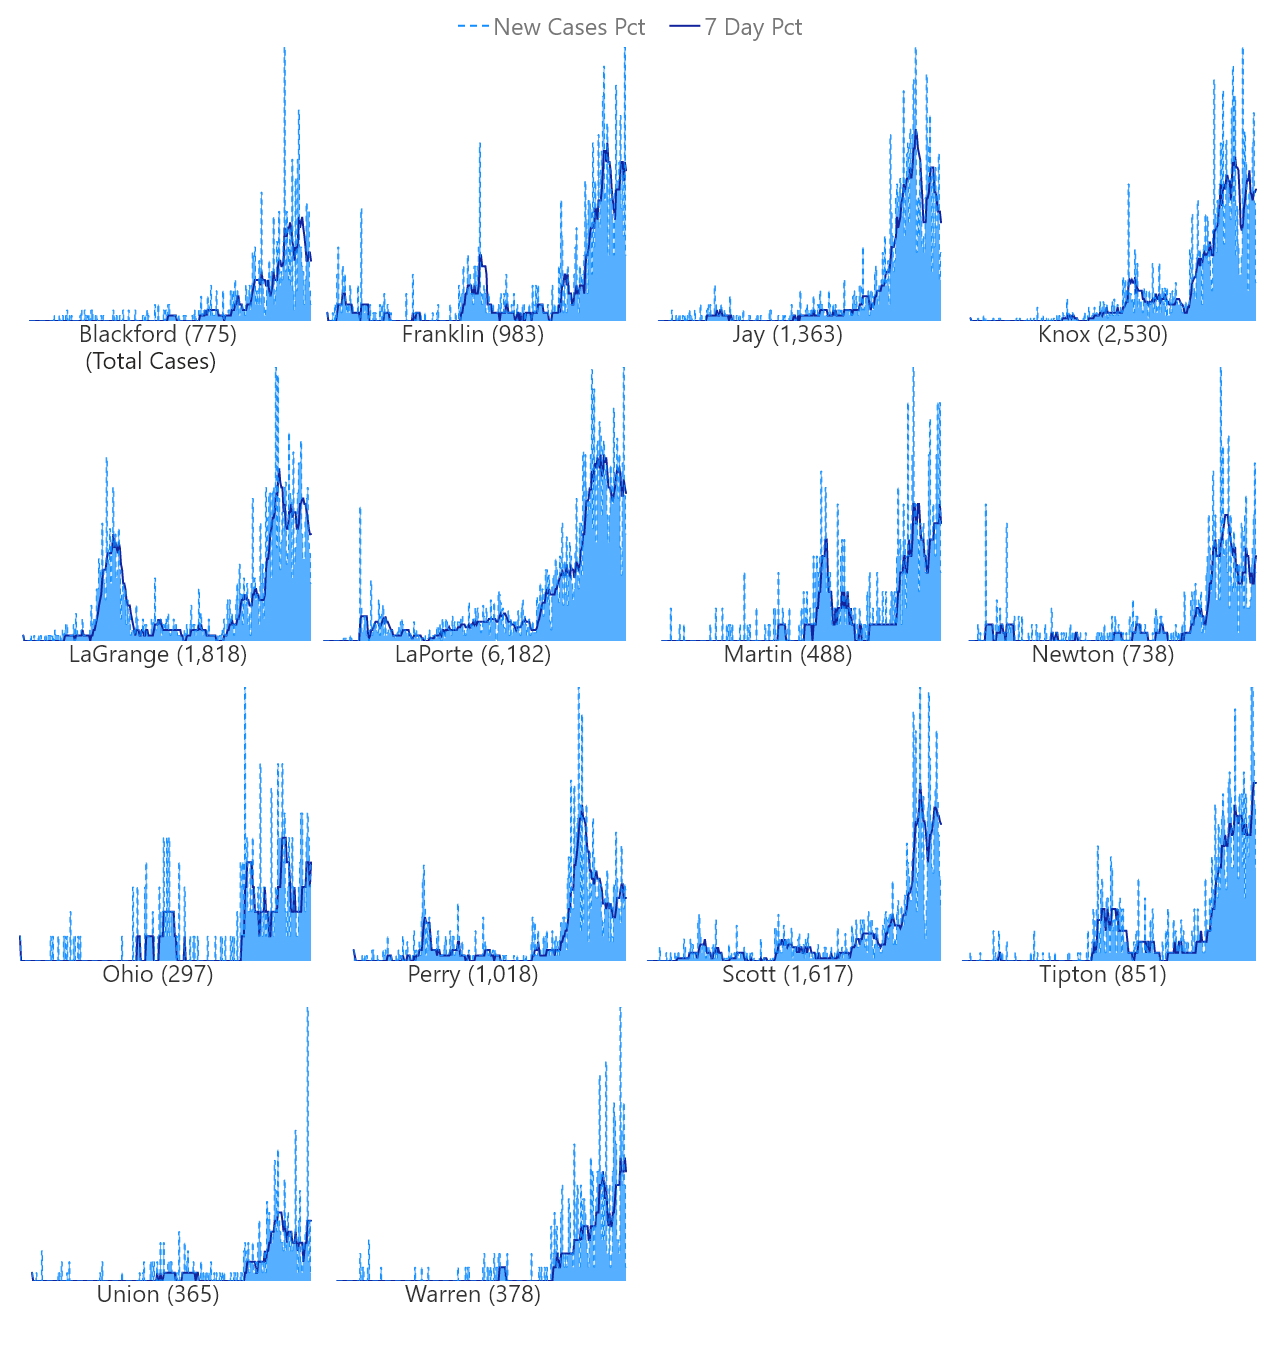 New Cases Pct 7 Day Pct
Blackford (775)
(Total Cases)
Franklin (983)
Jay (1,363)
Knox (2,530)
LaGrange (1,818)
LaPorte (6,182)
Martin (488)
Newton (738)
Ohio (297)
Perry (1,018)
Scott (1,617)
Tipton (851)
Union (365)
Warren (378)